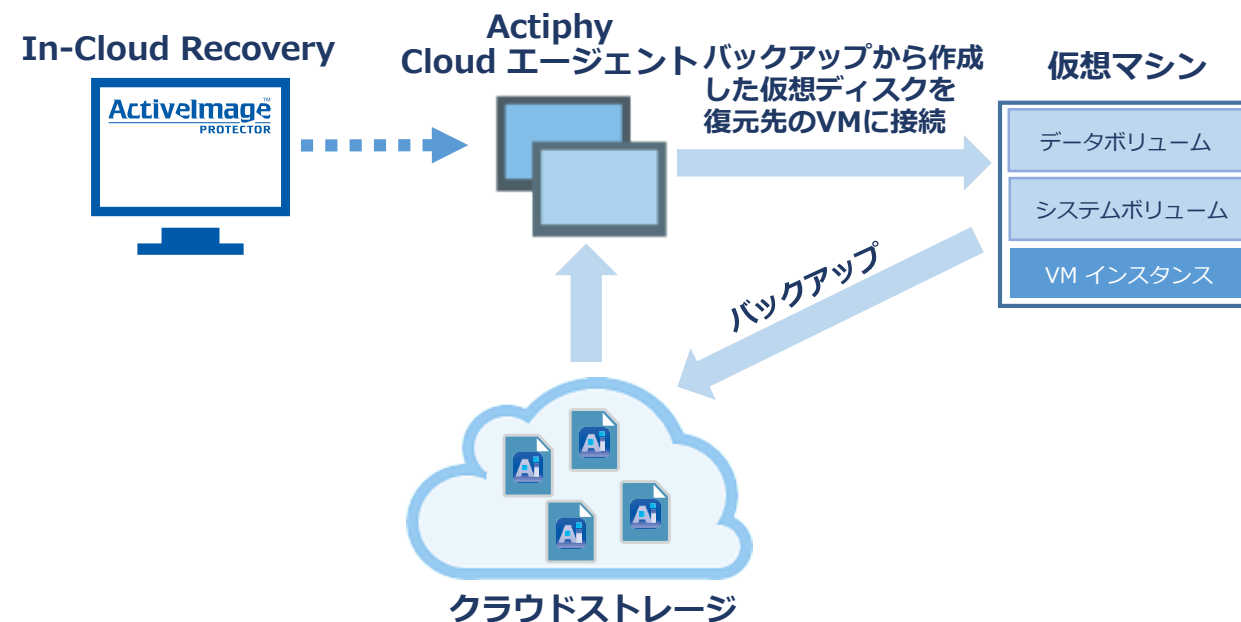 In-Cloud Recovery
ActiveImage™
PROTECTOR
Actiphy
Cloud エージェント
バックアップから作成
した仮想ディスクを
復元先のVMに接続
仮想マシン
データボリューム
システムボリューム
VM インスタンス
バックアップ
Ai
Ai
Ai
Ai
クラウドストレージ